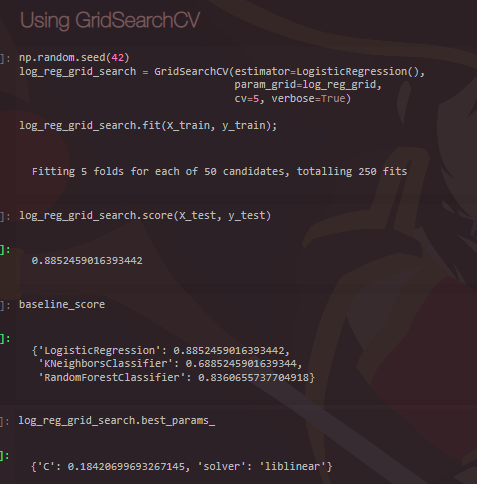 Using GridSearchCV
]: np.random.seed(42)
log_reg_grid_search = GridSearchCV(estimator=LogisticRegression(),
param_grid=log_reg_grid,
cv=5, verbose=True)
log_reg_grid_search.fit(X_train, y_train);
Fitting 5 folds for each of 50 candidates, totalling 250 fits
]: log_reg_grid_search.score(X_test, y_test)
]:
0.8852459016393442
]: baseline_score
]:
{'LogisticRegression': 0.8852459016393442,
'KNeighborsClassifier': 0.6885245901639344,
'RandomForestClassifier': 0.8360655737704918}
]: log_reg_grid_search.best_params_
]:
{'C': 0.18420699693267145, 'solver': 'liblinear'}